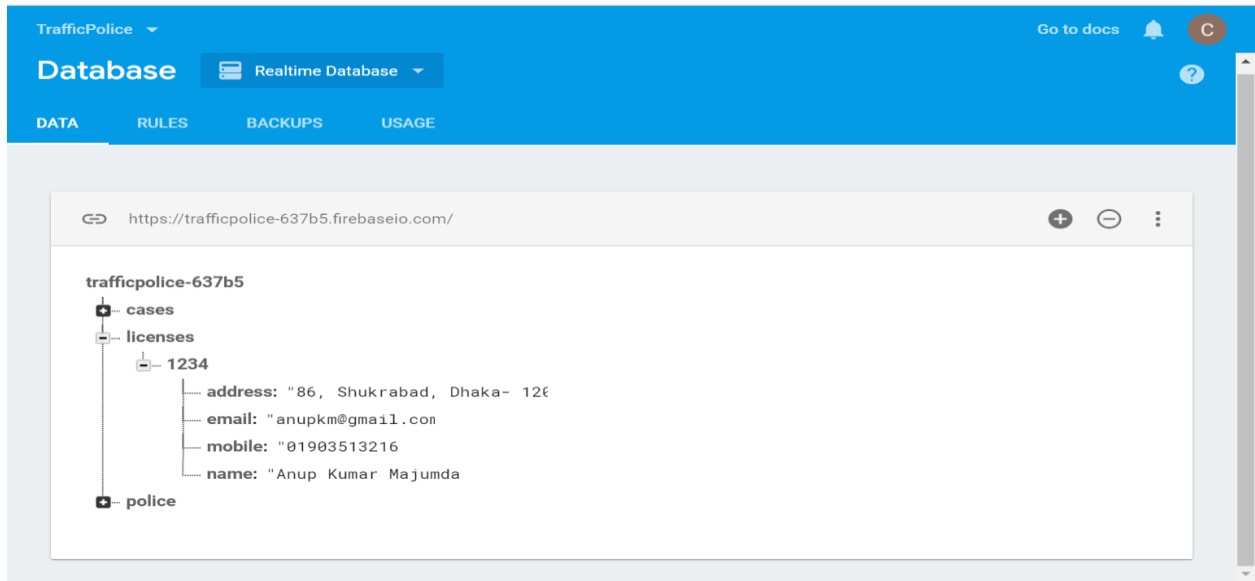 TrafficPolice
Go to docs
C
Database
Realtime Database
?
DATA RULES BACKUPS USAGE
https://trafficpolice-637b5.firebaseio.com/
trafficpolice-637b5
cases
licenses
1234
address: "86, Shukrabad, Dhaka- 120
email: "anupkm@gmail.com
mobile: "01903513216
name: "Anup Kumar Majumda
police